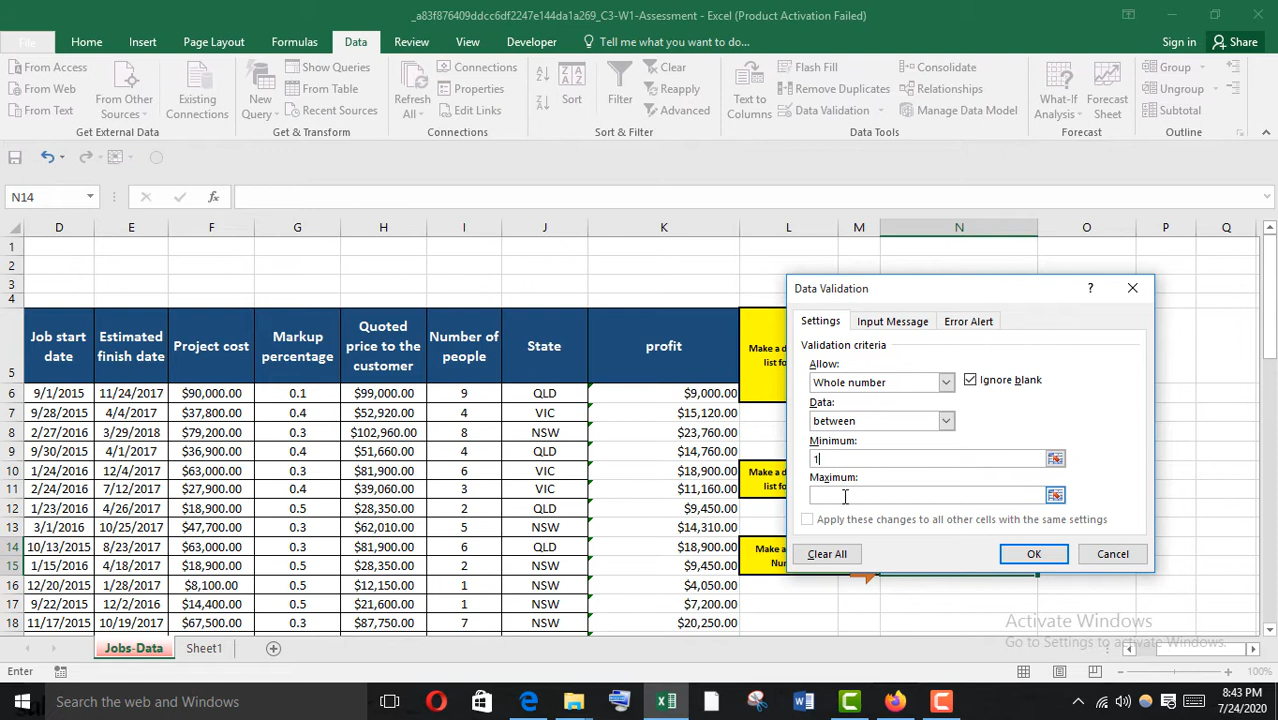 _a83f876409ddcc6df2247e144da1a269_C3-W1-Assessment - Excel (Product Activation Failed)
File Home Insert Page Layout Formulas Data Review View Developer Tell me what you want to do... Sign in Share
From Access
From Web
From Text
From Other Sources
Existing Connections
Get External Data
New Query
Show Queries
From Table
Recent Sources
Get & Transform
Refresh All
Connections
Properties
Edit Links
Connections
Sort
Filter
Clear
Reapply
Advanced
Sort & Filter
Text to Columns
Flash Fill
Remove Duplicates
Data Validation
Consolidate
Relationships
Manage Data Model
Data Tools
What-If Analysis
Forecast Sheet
Forecast
Group
Ungroup
Subtotal
Outline
N14 fx
D E F G H I J K L M N O P Q
1
2
3
4
5 Job start date Estimated finish date Project cost Markup percentage Quoted price to the customer Number of people State profit Make a d list for
6 9/1/2015 11/24/2017 $90,000.00 0.1 $99,000.00 9 QLD $9,000.00
7 9/28/2015 4/4/2017 $37,800.00 0.4 $52,920.00 4 VIC $15,120.00
8 2/27/2016 3/29/2018 $79,200.00 0.3 $102,960.00 8 NSW $23,760.00
9 9/30/2015 4/1/2017 $36,900.00 0.4 $51,660.00 4 NSW $14,760.00
10 1/24/2016 12/4/2017 $63,000.00 0.3 $81,900.00 6 VIC $18,900.00 Make a d
11 2/24/2016 7/12/2017 $27,900.00 0.4 $39,060.00 3 VIC $11,160.00 list for
12 1/23/2016 4/26/2017 $18,900.00 0.5 $28,350.00 2 QLD $9,450.00
13 3/1/2016 10/25/2017 $47,700.00 0.3 $62,010.00 5 NSW $14,310.00
14 10/13/2015 8/23/2017 $63,000.00 0.3 $81,900.00 6 QLD $18,900.00 Make a
15 1/15/2016 4/18/2017 $18,900.00 0.5 $28,350.00 2 NSW $9,450.00 Nur
16 12/20/2015 1/28/2017 $8,100.00 0.5 $12,150.00 1 NSW $4,050.00
17 9/22/2015 12/2/2016 $14,400.00 0.5 $21,600.00 1 NSW $7,200.00
18 11/17/2015 10/19/2017 $67,500.00 0.3 $87,750.00 7 NSW $20,250.00
Data Validation ?
Settings Input Message Error Alert
Validation criteria
Allow:
Whole number Ignore blank
Data:
between
Minimum:
1
Maximum:
Apply these changes to all other cells with the same settings
Clear All OK Cancel
Activate Windows
Go to Settings to activate Windows.
Jobs-Data Sheet1
Enter 100%
Search the web and Windows
8:43 PM
7/24/2020